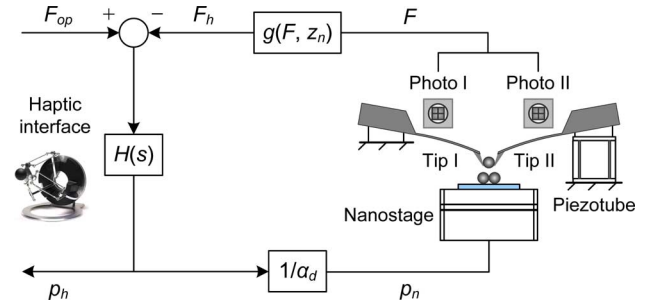 F_op + − F_h g(F, z_n) F
Photo I Photo II
Haptic
interface
H(s)
Tip I Tip II
Nanostage Piezotube
p_h 1/α_d p_n